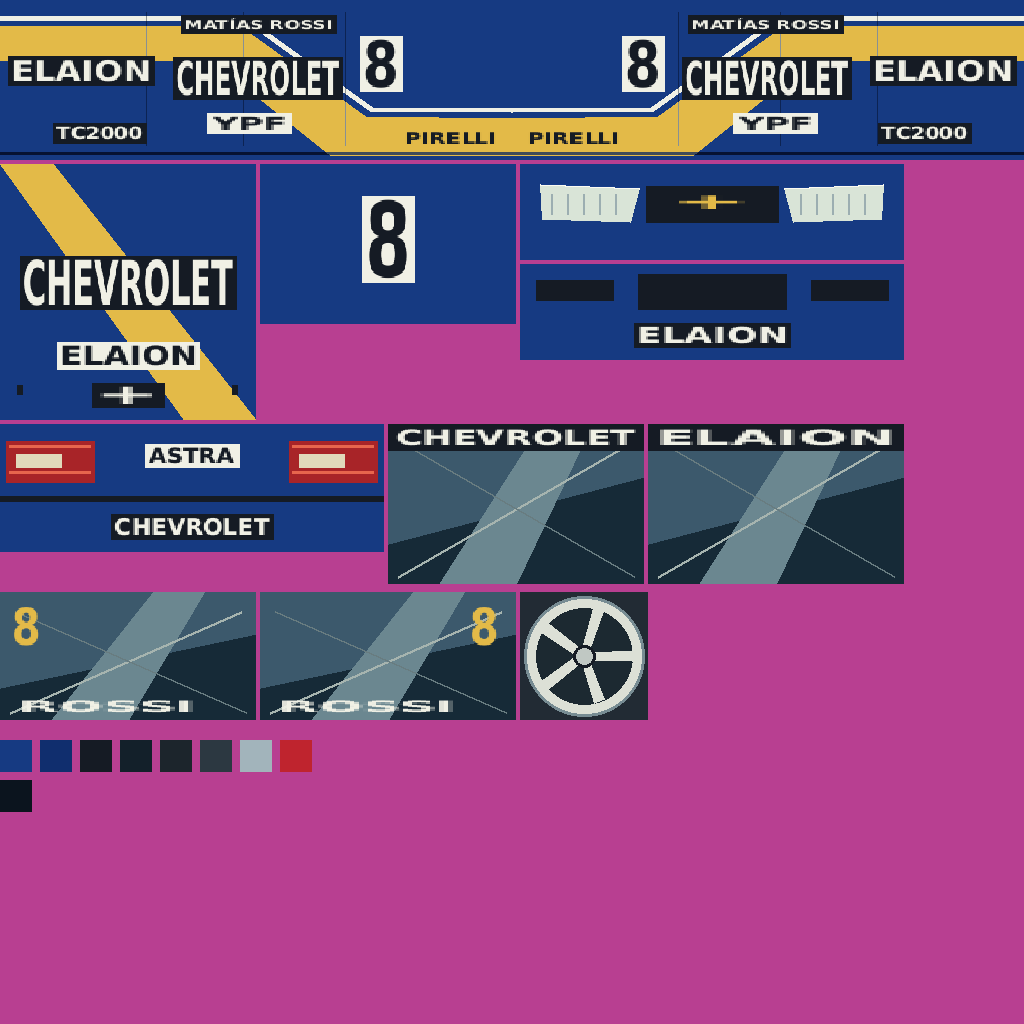 MATÍAS ROSSI
MATÍAS ROSSI
ELAION
CHEVROLET
8
8
CHEVROLET
ELAION
TC2000
YPF
PIRELLI
PIRELLI
YPF
TC2000
CHEVROLET
ELAION
8
ELAION
ASTRA
CHEVROLET
CHEVROLET
ELAION
8
ROSSI
8
ROSSI